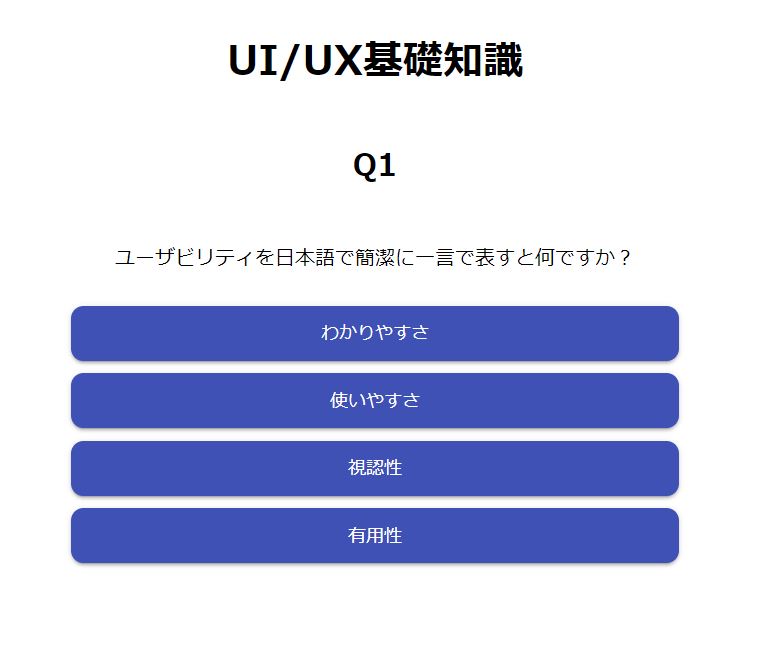 UI/UX基礎知識
Q1
ユーザビリティを日本語で簡潔に一言で表すと何ですか？
わかりやすさ
使いやすさ
視認性
有用性